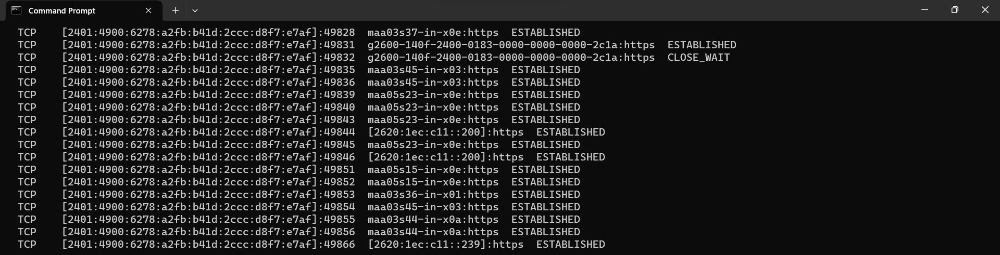 Command Prompt
TCP [2401:4900:6278:a2fb:b41d:2ccc:d8f7:e7af]:49828 maa03s37-in-x0e:https ESTABLISHED
TCP [2401:4900:6278:a2fb:b41d:2ccc:d8f7:e7af]:49831 g2600-140f-2400-0183-0000-0000-0000-2c1a:https ESTABLISHED
TCP [2401:4900:6278:a2fb:b41d:2ccc:d8f7:e7af]:49832 g2600-140f-2400-0183-0000-0000-0000-2c1a:https CLOSE_WAIT
TCP [2401:4900:6278:a2fb:b41d:2ccc:d8f7:e7af]:49835 maa03s45-in-x03:https ESTABLISHED
TCP [2401:4900:6278:a2fb:b41d:2ccc:d8f7:e7af]:49836 maa03s45-in-x03:https ESTABLISHED
TCP [2401:4900:6278:a2fb:b41d:2ccc:d8f7:e7af]:49839 maa05s23-in-x0e:https ESTABLISHED
TCP [2401:4900:6278:a2fb:b41d:2ccc:d8f7:e7af]:49840 maa05s23-in-x0e:https ESTABLISHED
TCP [2401:4900:6278:a2fb:b41d:2ccc:d8f7:e7af]:49843 maa05s23-in-x0e:https ESTABLISHED
TCP [2401:4900:6278:a2fb:b41d:2ccc:d8f7:e7af]:49844 [2620:1ec:c11::200]:https ESTABLISHED
TCP [2401:4900:6278:a2fb:b41d:2ccc:d8f7:e7af]:49845 maa05s23-in-x0e:https ESTABLISHED
TCP [2401:4900:6278:a2fb:b41d:2ccc:d8f7:e7af]:49846 [2620:1ec:c11::200]:https ESTABLISHED
TCP [2401:4900:6278:a2fb:b41d:2ccc:d8f7:e7af]:49851 maa05s15-in-x0e:https ESTABLISHED
TCP [2401:4900:6278:a2fb:b41d:2ccc:d8f7:e7af]:49852 maa05s15-in-x0e:https ESTABLISHED
TCP [2401:4900:6278:a2fb:b41d:2ccc:d8f7:e7af]:49853 maa03s36-in-x01:https ESTABLISHED
TCP [2401:4900:6278:a2fb:b41d:2ccc:d8f7:e7af]:49854 maa03s45-in-x03:https ESTABLISHED
TCP [2401:4900:6278:a2fb:b41d:2ccc:d8f7:e7af]:49855 maa03s44-in-x0a:https ESTABLISHED
TCP [2401:4900:6278:a2fb:b41d:2ccc:d8f7:e7af]:49856 maa03s44-in-x0a:https ESTABLISHED
TCP [2401:4900:6278:a2fb:b41d:2ccc:d8f7:e7af]:49866 [2620:1ec:c11::239]:https ESTABLISHED